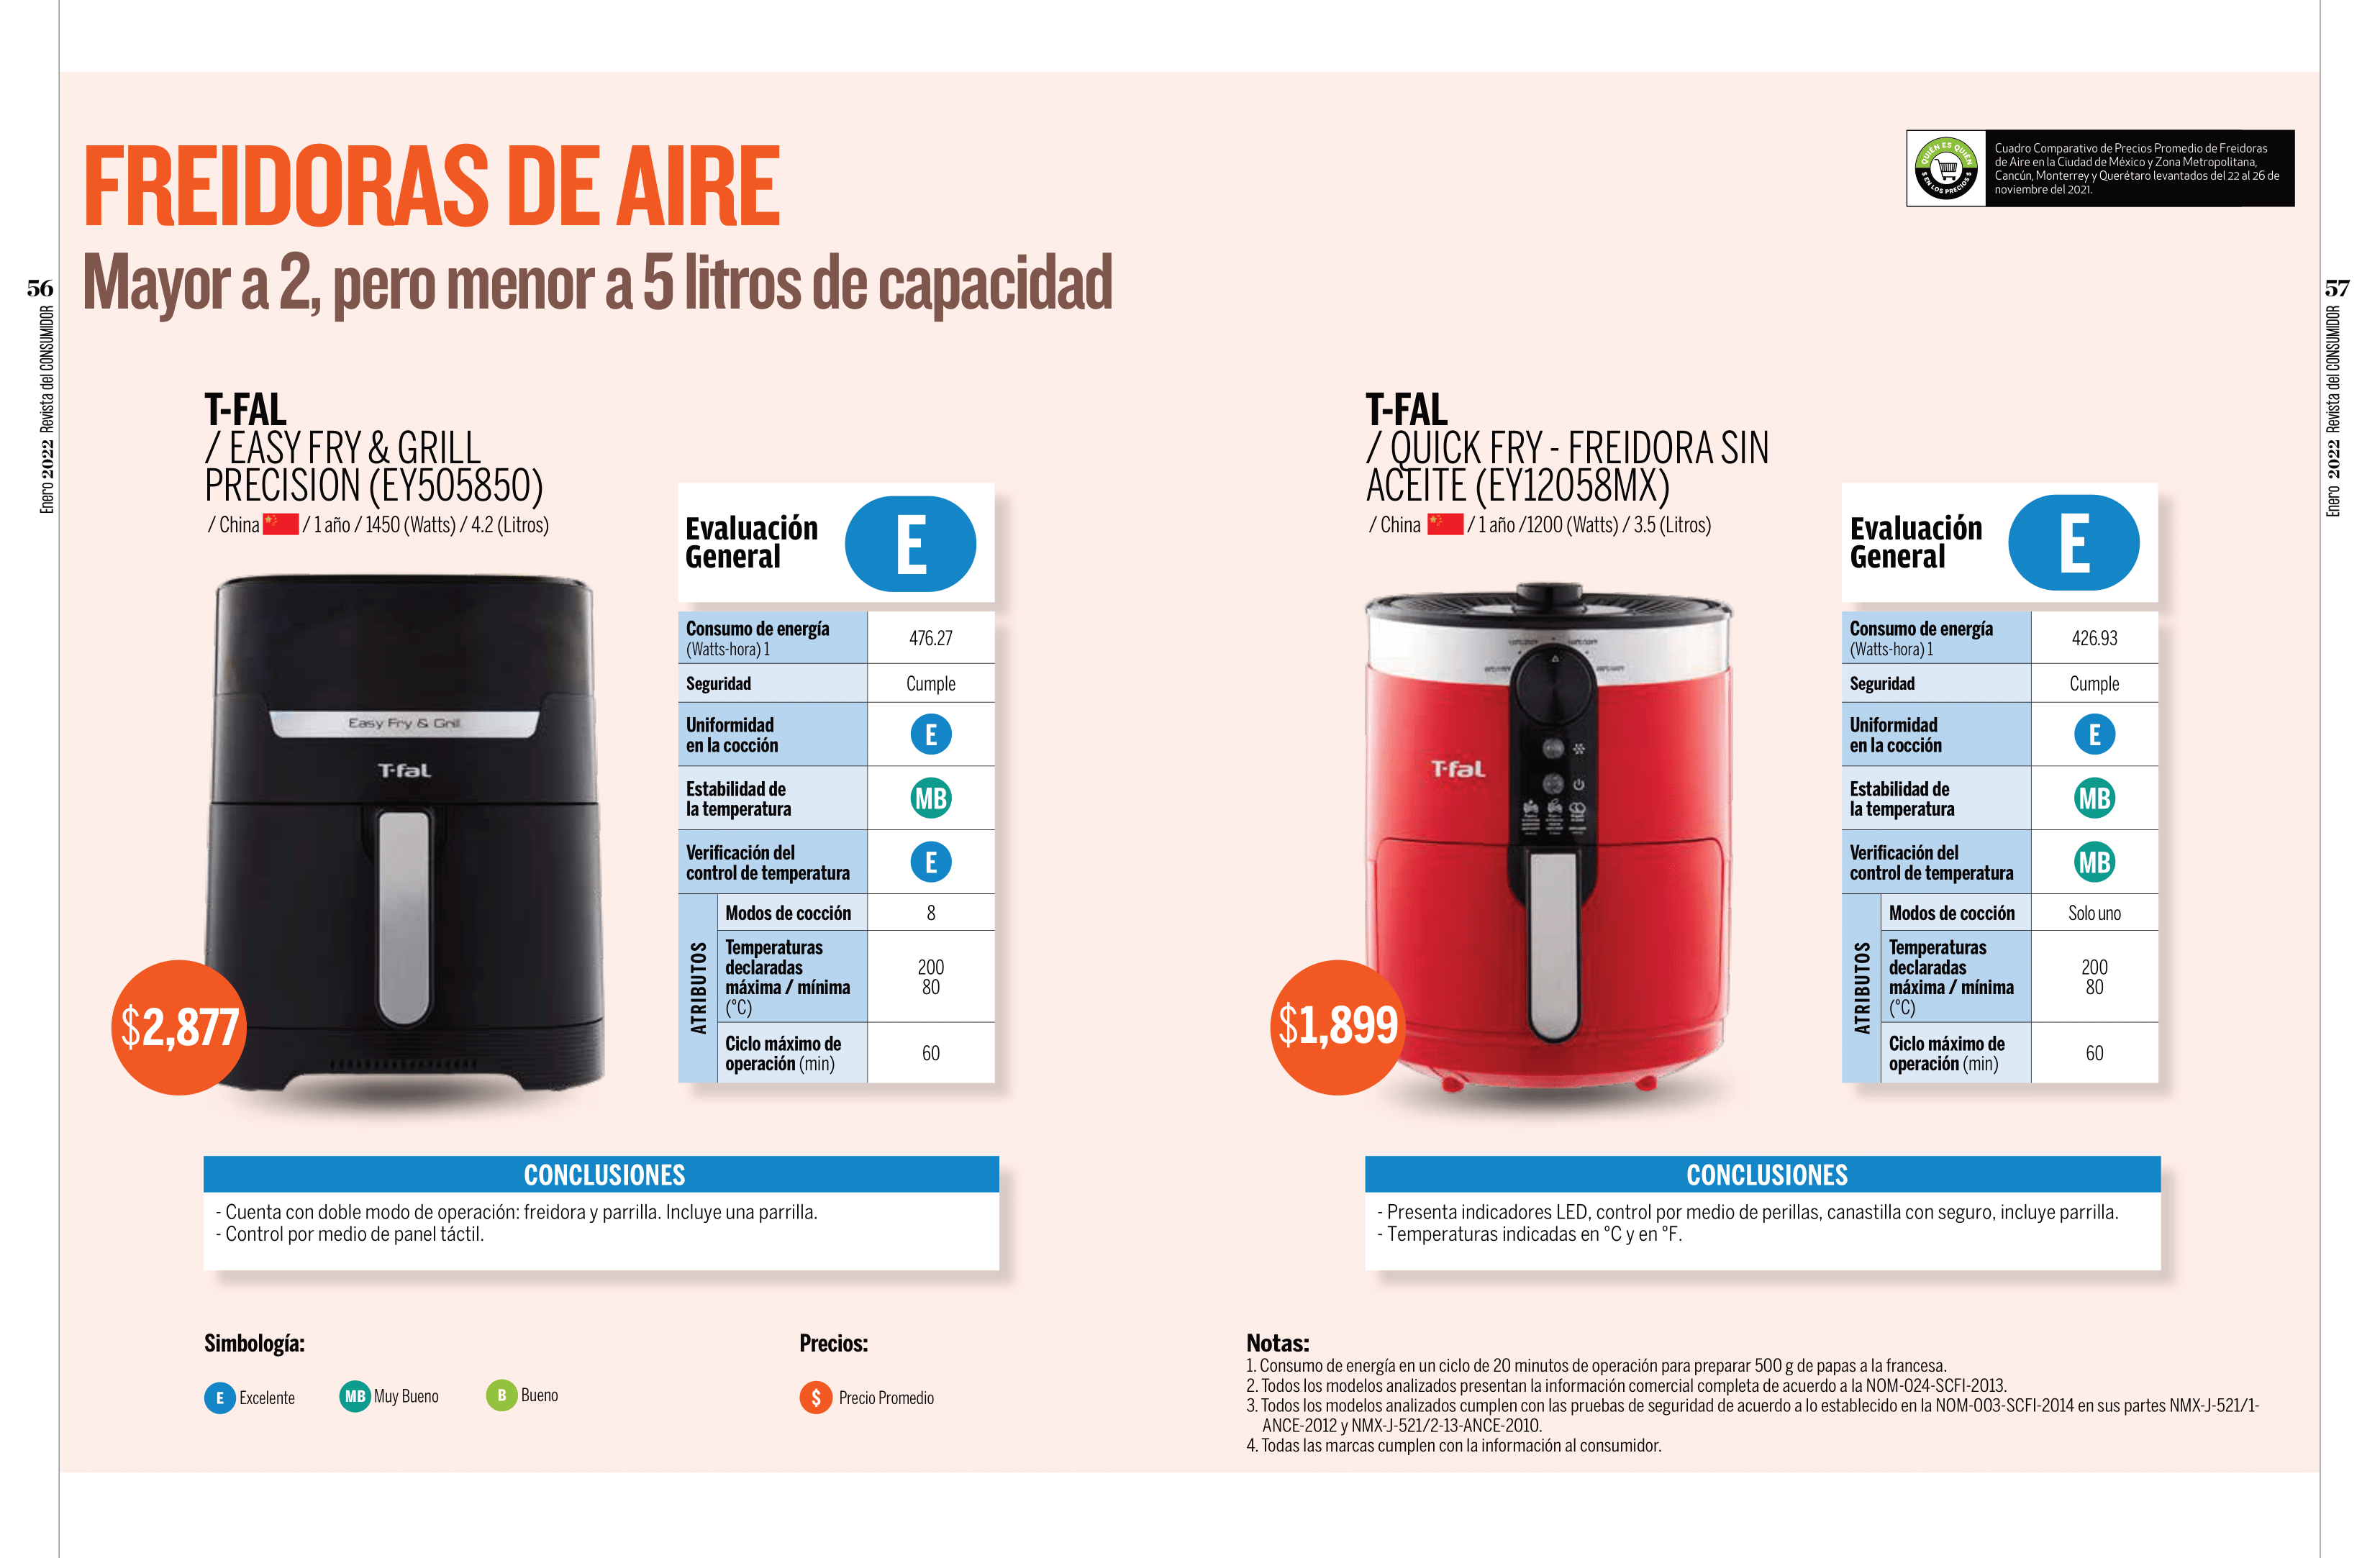 FREIDORAS DE AIRE
Mayor a 2, pero menor a 5 litros de capacidad
QUIÉN ES QUIÉN
$ EN LOS PRECIOS $
Cuadro Comparativo de Precios Promedio de Freidoras
de Aire en la Ciudad de México y Zona Metropolitana,
Cancún, Monterrey y Querétaro levantados del 22 al 26 de
noviembre del 2021.
56
Enero 2022 Revista del CONSUMIDOR
57
Enero 2022 Revista del CONSUMIDOR
T-FAL
/ EASY FRY & GRILL
PRECISION (EY505850)
/ China / 1 año / 1450 (Watts) / 4.2 (Litros)
Easy Fry & Grill
T-fal
$2,877
Evaluación
General
E
Consumo de energía
(Watts-hora) 1
476.27
Seguridad
Cumple
Uniformidad
en la cocción
E
Estabilidad de
la temperatura
MB
Verificación del
control de temperatura
E
ATRIBUTOS
Modos de cocción
8
Temperaturas
declaradas
máxima / mínima
(°C)
200
80
Ciclo máximo de
operación (min)
60
CONCLUSIONES
- Cuenta con doble modo de operación: freidora y parrilla. Incluye una parrilla.
- Control por medio de panel táctil.
T-FAL
/ QUICK FRY - FREIDORA SIN
ACEITE (EY12058MX)
/ China / 1 año /1200 (Watts) / 3.5 (Litros)
T-fal
$1,899
Evaluación
General
E
Consumo de energía
(Watts-hora) 1
426.93
Seguridad
Cumple
Uniformidad
en la cocción
E
Estabilidad de
la temperatura
MB
Verificación del
control de temperatura
MB
ATRIBUTOS
Modos de cocción
Solo uno
Temperaturas
declaradas
máxima / mínima
(°C)
200
80
Ciclo máximo de
operación (min)
60
CONCLUSIONES
- Presenta indicadores LED, control por medio de perillas, canastilla con seguro, incluye parrilla.
- Temperaturas indicadas en °C y en °F.
Simbología:
E Excelente
MB Muy Bueno
B Bueno
Precios:
$ Precio Promedio
Notas:
1. Consumo de energía en un ciclo de 20 minutos de operación para preparar 500 g de papas a la francesa.
2. Todos los modelos analizados presentan la información comercial completa de acuerdo a la NOM-024-SCFI-2013.
3. Todos los modelos analizados cumplen con las pruebas de seguridad de acuerdo a lo establecido en la NOM-003-SCFI-2014 en sus partes NMX-J-521/1-
ANCE-2012 y NMX-J-521/2-13-ANCE-2010.
4. Todas las marcas cumplen con la información al consumidor.